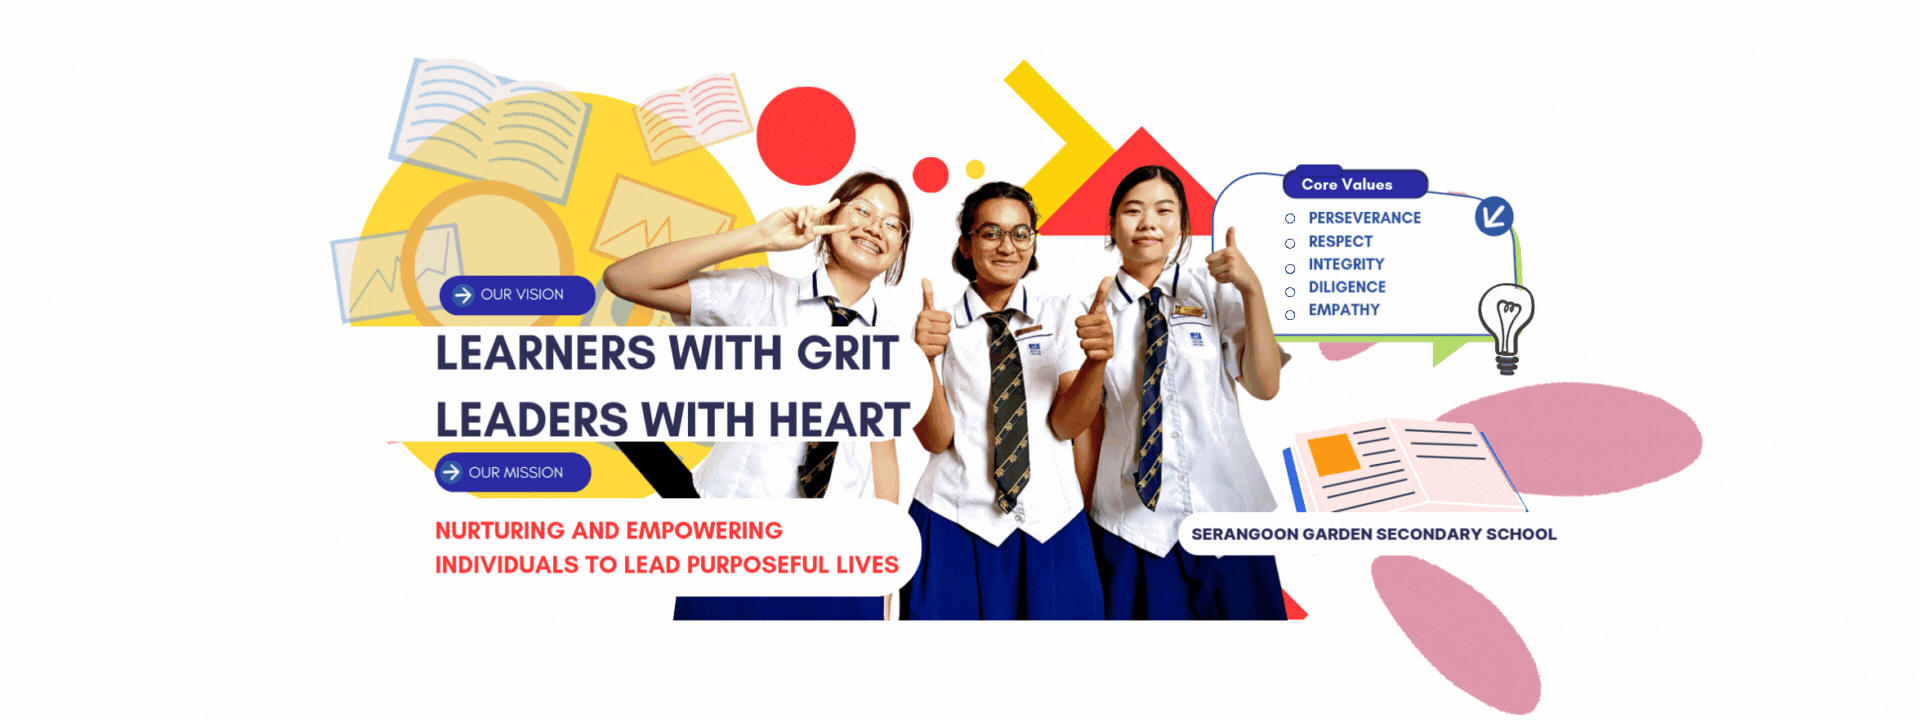 OUR VISION
LEARNERS WITH GRIT
LEADERS WITH HEART
OUR MISSION
NURTURING AND EMPOWERING
INDIVIDUALS TO LEAD PURPOSEFUL LIVES
Core Values
PERSEVERANCE
RESPECT
INTEGRITY
DILIGENCE
EMPATHY
SERANGOON GARDEN SECONDARY SCHOOL